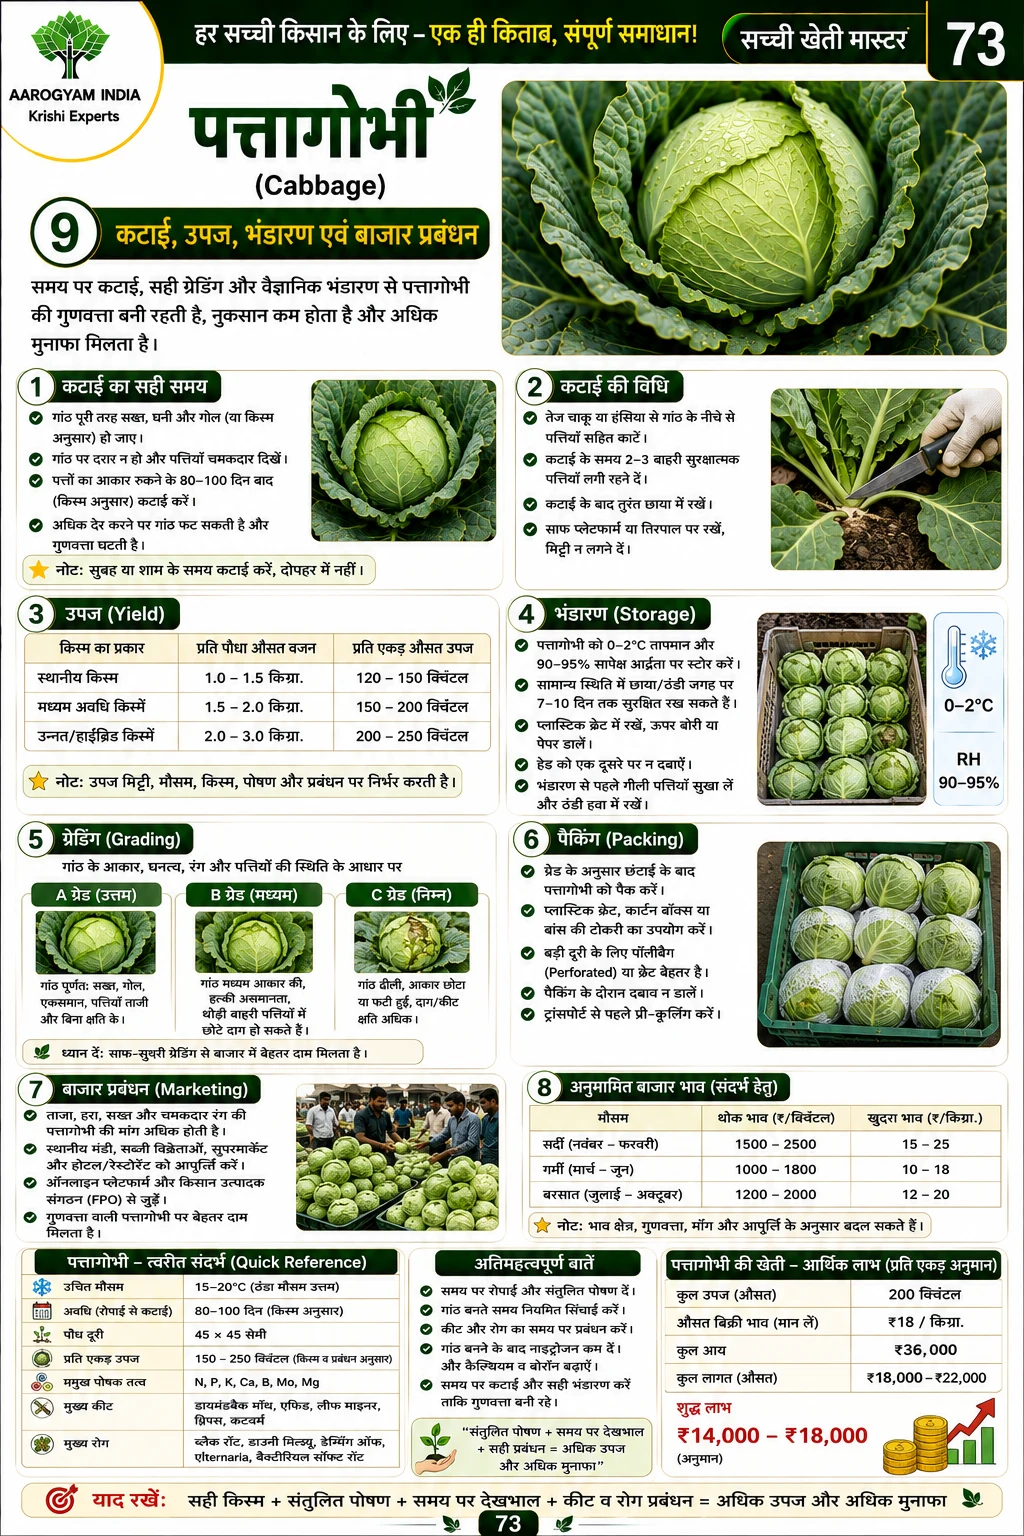 हर सच्ची किसान के लिए – एक ही किताब, संपूर्ण समाधान!
सच्ची खेती मास्टर
73
AAROGYAM INDIA
Krishi Experts
पत्तागोभी
(Cabbage)
9 कटाई, उपज, भंडारण एवं बाजार प्रबंधन
समय पर कटाई, सही ग्रेडिंग और वैज्ञानिक भंडारण से पत्तागोभी
की गुणवत्ता बनी रहती है, नुकसान कम होता है और अधिक
मुनाफा मिलता है।
1 कटाई का सही समय
गांठ पूरी तरह सख्त, घनी और गोल (या किस्म
अनुसार) हो जाए।
गांठ पर दरार न हो और पत्तियाँ चमकदार दिखें।
पत्तों का आकार रुकने के 80–100 दिन बाद
(किस्म अनुसार) कटाई करें।
अधिक देर करने पर गांठ फट सकती है और
गुणवत्ता घटती है।
नोट: सुबह या शाम के समय कटाई करें, दोपहर में नहीं।
2 कटाई की विधि
तेज चाकू या हंसिया से गांठ के नीचे से
पत्तियों सहित काटें।
कटाई के समय 2–3 बाहरी सुरक्षात्मक
पत्तियाँ लगी रहने दें।
कटाई के बाद तुरंत छाया में रखें।
साफ प्लेटफार्म या तिरपाल पर रखें,
मिट्टी न लगने दें।
3 उपज (Yield)
किस्म का प्रकार प्रति पौधा औसत वजन प्रति एकड़ औसत उपज
स्थानीय किस्म 1.0 – 1.5 किग्रा. 120 – 150 क्विंटल
मध्यम अवधि किस्में 1.5 – 2.0 किग्रा. 150 – 200 क्विंटल
उन्नत/हाईब्रिड किस्में 2.0 – 3.0 किग्रा. 200 – 250 क्विंटल
नोट: उपज मिट्टी, मौसम, किस्म, पोषण और प्रबंधन पर निर्भर करती है।
4 भंडारण (Storage)
पत्तागोभी को 0–2°C तापमान और
90–95% सापेक्ष आर्द्रता पर स्टोर करें।
सामान्य स्थिति में छाया/ठंडी जगह पर
7–10 दिन तक सुरक्षित रख सकते हैं।
प्लास्टिक क्रेट में रखें, ऊपर बोरी या
पेपर डालें।
हेड को एक दूसरे पर न दबाएँ।
भंडारण से पहले गीली पत्तियाँ सुखा लें
और ठंडी हवा में रखें।
0–2°C
RH
90–95%
5 ग्रेडिंग (Grading)
गांठ के आकार, घनत्व, रंग और पत्तियों की स्थिति के आधार पर
A ग्रेड (उत्तम)
गांठ पूर्णत: सख्त, गोल,
एकसमान, पत्तियाँ ताजी
और बिना क्षति के।
B ग्रेड (मध्यम)
गांठ मध्यम आकार की,
हल्की असमानता,
थोड़ी बाहरी पत्तियों में
छोटे दाग हो सकते हैं।
C ग्रेड (निम्न)
गांठ ढीली, आकार छोटा
या फटी हुई, दाग/कीट
क्षति अधिक।
ध्यान दें: साफ-सुथरी ग्रेडिंग से बाजार में बेहतर दाम मिलता है।
6 पैकिंग (Packing)
ग्रेड के अनुसार छंटाई के बाद
पत्तागोभी को पैक करें।
प्लास्टिक क्रेट, कार्टन बॉक्स या
बांस की टोकरी का उपयोग करें।
बड़ी दूरी के लिए पॉलीबैग
(Perforated) या क्रेट बेहतर है।
पैकिंग के दौरान दबाव न डालें।
ट्रांसपोर्ट से पहले प्री-कूलिंग करें।
7 बाजार प्रबंधन (Marketing)
ताजा, हरा, सख्त और चमकदार रंग की
पत्तागोभी की मांग अधिक होती है।
स्थानीय मंडी, सब्जी विक्रेताओं, सुपरमार्केट
और होटल/रेस्टोरेंट को आपूर्ति करें।
ऑनलाइन प्लेटफार्म और किसान उत्पादक
संगठन (FPO) से जुड़ें।
गुणवत्ता वाली पत्तागोभी पर बेहतर दाम
मिलता है।
8 अनुमामित बाजार भाव (संदर्भ हेतु)
मौसम थोक भाव (₹/क्विंटल) खुदरा भाव (₹/किग्रा.)
सर्दी (नवंबर – फरवरी) 1500 – 2500 15 – 25
गर्मी (मार्च – जून) 1000 – 1800 10 – 18
बरसात (जुलाई – अक्टूबर) 1200 – 2000 12 – 20
नोट: भाव क्षेत्र, गुणवत्ता, माँग और आपूर्ति के अनुसार बदल सकते हैं।
पत्तागोभी – त्वरीत संदर्भ (Quick Reference)
उचित मौसम 15–20°C (ठंडा मौसम उत्तम)
अवधि (रोपाई से कटाई) 80–100 दिन (किस्म अनुसार)
पौध दूरी 45 × 45 सेमी
प्रति एकड़ उपज 150 – 250 क्विंटल (किस्म व प्रबंधन अनुसार)
ममुख पोषक तत्व N, P, K, Ca, B, Mo, Mg
मुख्य कीट डायमंडबैक मॉथ, एफिड, लीफ माइनर,
थ्रिपस, कटवर्म
मुख्य रोग ब्लैक रॉट, डाउनी मिल्ड्यू, डेम्पिंग ऑफ,
एlternaria, बैक्टीरियल सॉफ्ट रॉट
अतिमहत्वपूर्ण बातें
समय पर रोपाई और संतुलित पोषण दें।
गांठ बनते समय नियमित सिंचाई करें।
कीट और रोग का समय पर प्रबंधन करें।
गांठ बनने के बाद नाइट्रोजन कम दें।
और कैल्शियम व बोरॉन बढ़ाएँ।
समय पर कटाई और सही भंडारण करें
ताकि गुणवत्ता बनी रहे।
“संतुलित पोषण + समय पर देखभाल
+ सही प्रबंधन = अधिक उपज
और अधिक मुनाफा”
पत्तागोभी की खेती – आर्थिक लाभ (प्रति एकड़ अनुमान)
कुल उपज (औसत) 200 क्विंटल
औसत बिक्री भाव (मान लें) ₹18 / किग्रा.
कुल आय ₹36,000
कुल लागत (औसत) ₹18,000–₹22,000
शुद्ध लाभ
₹14,000 – ₹18,000
(अनुमान)
याद रखें: सही किस्म + संतुलित पोषण + समय पर देखभाल + कीट व रोग प्रबंधन = अधिक उपज और अधिक मुनाफा
73